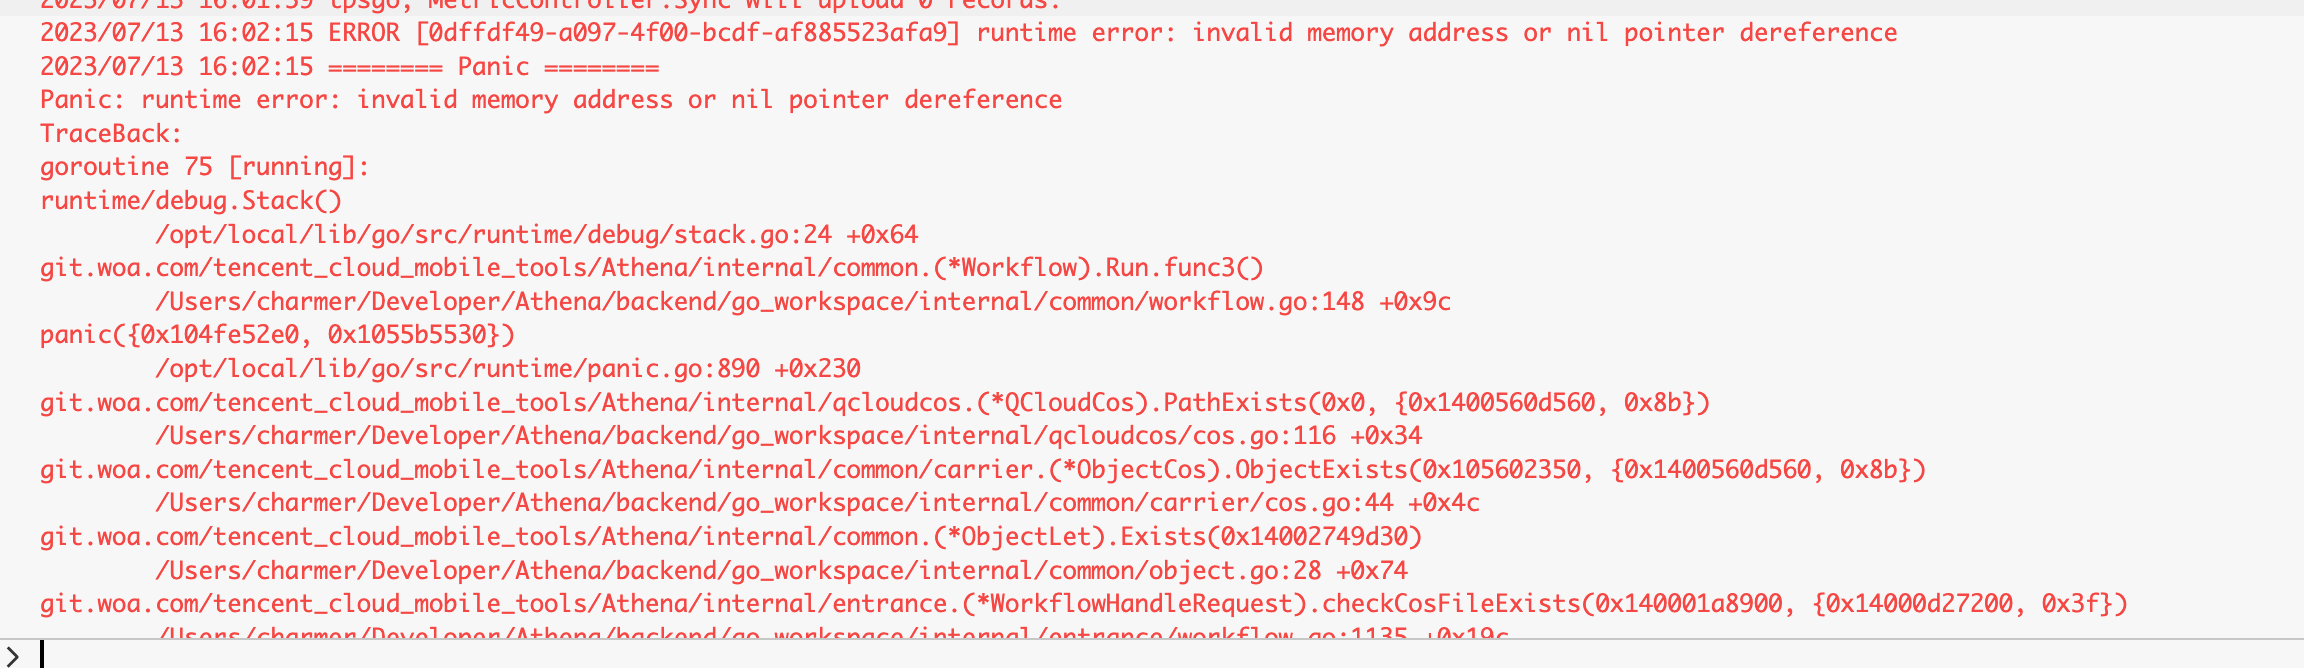 2023/07/13 16:01:59 tpsgo, MetricController.Sync will upload 0 records.
2023/07/13 16:02:15 ERROR [0dffdf49-a097-4f00-bcdf-af885523afa9] runtime error: invalid memory address or nil pointer dereference
2023/07/13 16:02:15 ======== Panic ========
Panic: runtime error: invalid memory address or nil pointer dereference
TraceBack:
goroutine 75 [running]:
runtime/debug.Stack()
/opt/local/lib/go/src/runtime/debug/stack.go:24 +0x64
git.woa.com/tencent_cloud_mobile_tools/Athena/internal/common.(*Workflow).Run.func3()
/Users/charmer/Developer/Athena/backend/go_workspace/internal/common/workflow.go:148 +0x9c
panic({0x104fe52e0, 0x1055b5530})
/opt/local/lib/go/src/runtime/panic.go:890 +0x230
git.woa.com/tencent_cloud_mobile_tools/Athena/internal/qcloudcos.(*QCloudCos).PathExists(0x0, {0x1400560d560, 0x8b})
/Users/charmer/Developer/Athena/backend/go_workspace/internal/qcloudcos/cos.go:116 +0x34
git.woa.com/tencent_cloud_mobile_tools/Athena/internal/common/carrier.(*ObjectCos).ObjectExists(0x105602350, {0x1400560d560, 0x8b})
/Users/charmer/Developer/Athena/backend/go_workspace/internal/common/carrier/cos.go:44 +0x4c
git.woa.com/tencent_cloud_mobile_tools/Athena/internal/common.(*ObjectLet).Exists(0x14002749d30)
/Users/charmer/Developer/Athena/backend/go_workspace/internal/common/object.go:28 +0x74
git.woa.com/tencent_cloud_mobile_tools/Athena/internal/entrance.(*WorkflowHandleRequest).checkCosFileExists(0x140001a8900, {0x14000d27200, 0x3f})
/Users/charmer/Developer/Athena/backend/go_workspace/internal/entrance/workflow.go:1135 +0x19c
>